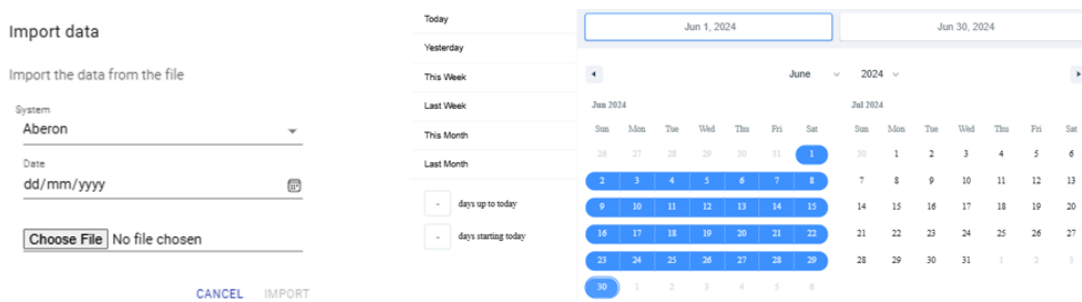 Import data
Import the data from the file
System
Aberon
Date
dd/mm/yyyy
Choose File No file chosen
CANCEL IMPORT
Today
Yesterday
This Week
Last Week
This Month
Last Month
- days up to today
- days starting today
Jun 1, 2024 Jun 30, 2024
June 2024
Jun 2024
Sun Mon Tue Wed Thu Fri Sat
26 27 28 29 30 31 1
2 3 4 5 6 7 8
9 10 11 12 13 14 15
16 17 18 19 20 21 22
23 24 25 26 27 28 29
30 1 2 3 4 5 6
Jul 2024
Sun Mon Tue Wed Thu Fri Sat
30 1 2 3 4 5 6
7 8 9 10 11 12 13
14 15 16 17 18 19 20
21 22 23 24 25 26 27
28 29 30 31 1 2 3